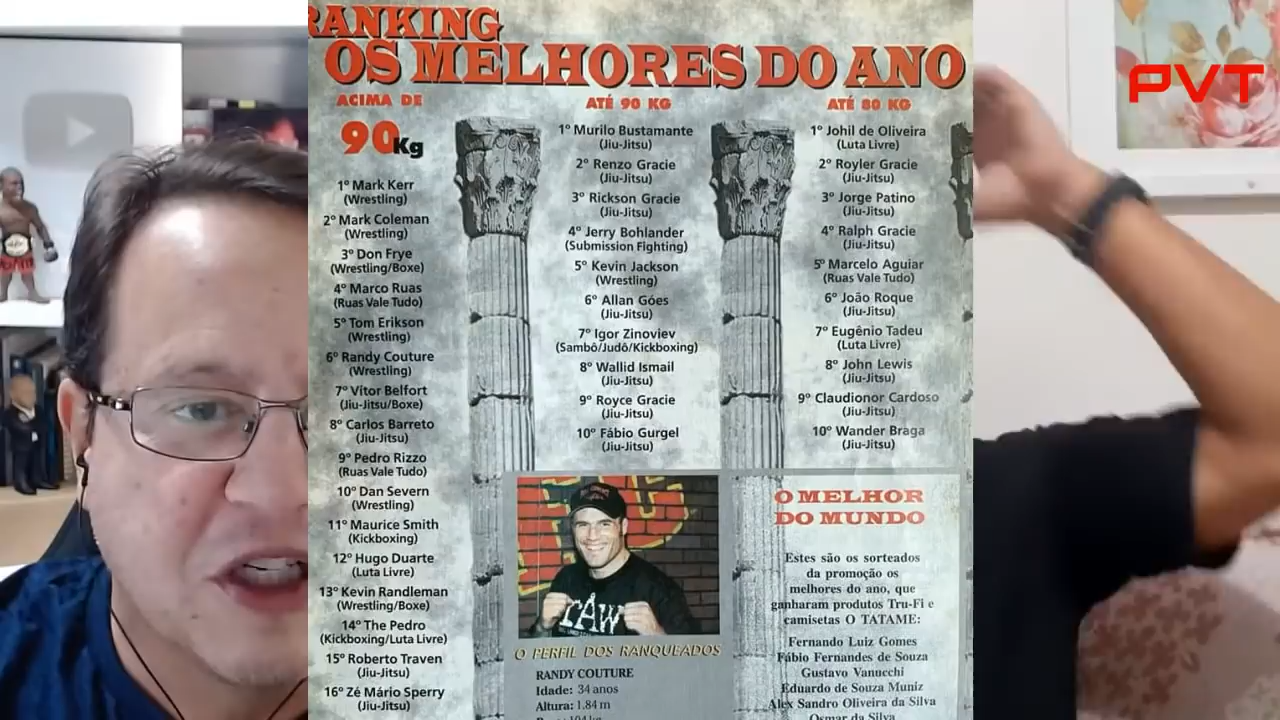 RANKING
OS MELHORES DO ANO
ACIMA DE
90Kg
1º Mark Kerr
(Wrestling)
2º Mark Coleman
(Wrestling)
3º Don Frye
(Wrestling/Boxe)
4º Marco Ruas
(Ruas Vale Tudo)
5º Tom Erikson
(Wrestling)
6º Randy Couture
(Wrestling)
7º Vítor Belfort
(Jiu-Jitsu/Boxe)
8º Carlos Barreto
(Jiu-Jitsu)
9º Pedro Rizzo
(Ruas Vale Tudo)
10º Dan Severn
(Wrestling)
11º Maurice Smith
(Kickboxing)
12º Hugo Duarte
(Luta Livre)
13º Kevin Randleman
(Wrestling/Boxe)
14º The Pedro
(Kickboxing/Luta Livre)
15º Roberto Traven
(Jiu-Jitsu)
16º Zé Mário Sperry
(Jiu-Jitsu)
ATÉ 90 KG
1º Murilo Bustamante
(Jiu-Jitsu)
2º Renzo Gracie
(Jiu-Jitsu)
3º Rickson Gracie
(Jiu-Jitsu)
4º Jerry Bohlander
(Submission Fighting)
5º Kevin Jackson
(Wrestling)
6º Allan Góes
(Jiu-Jitsu)
7º Igor Zinoviev
(Sambô/Judô/Kickboxing)
8º Wallid Ismail
(Jiu-Jitsu)
9º Royce Gracie
(Jiu-Jitsu)
10º Fábio Gurgel
(Jiu-Jitsu)
ATÉ 80 KG
1º Johil de Oliveira
(Luta Livre)
2º Royler Gracie
(Jiu-Jitsu)
3º Jorge Patino
(Jiu-Jitsu)
4º Ralph Gracie
(Jiu-Jitsu)
5º Marcelo Aguiar
(Ruas Vale Tudo)
6º João Roque
(Jiu-Jitsu)
7º Eugênio Tadeu
(Luta Livre)
8º John Lewis
(Jiu-Jitsu)
9º Claudionor Cardoso
(Jiu-Jitsu)
10º Wander Braga
(Jiu-Jitsu)
rAW
O PERFIL DOS RANQUEADOS
RANDY COUTURE
Idade: 34 anos
Altura: 1.84 m
O MELHOR
DO MUNDO
Estes são os sorteados
da promoção os
melhores do ano, que
ganharam produtos Tru-Fi e
camisetas O TATAME:
Fernando Luiz Gomes
Fábio Fernandes de Souza
Gustavo Vanucchi
Eduardo de Souza Muniz
Alex Sandro Oliveira da Silva
Osmar da Silva
PVT